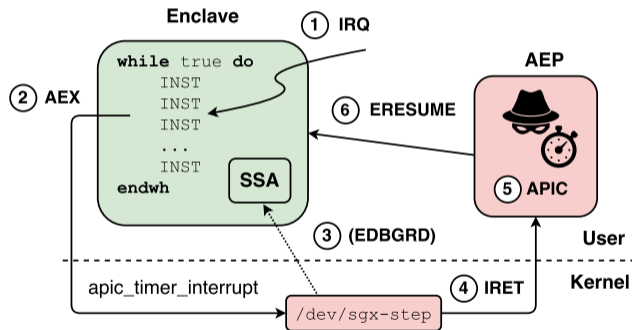 Enclave
1 IRQ
while true do
INST
INST
INST
...
INST
endwh
SSA
2 AEX
AEP
6 ERESUME
5 APIC
3 (EDBGRD)
User
Kernel
apic_timer_interrupt
4 IRET
/dev/sgx-step